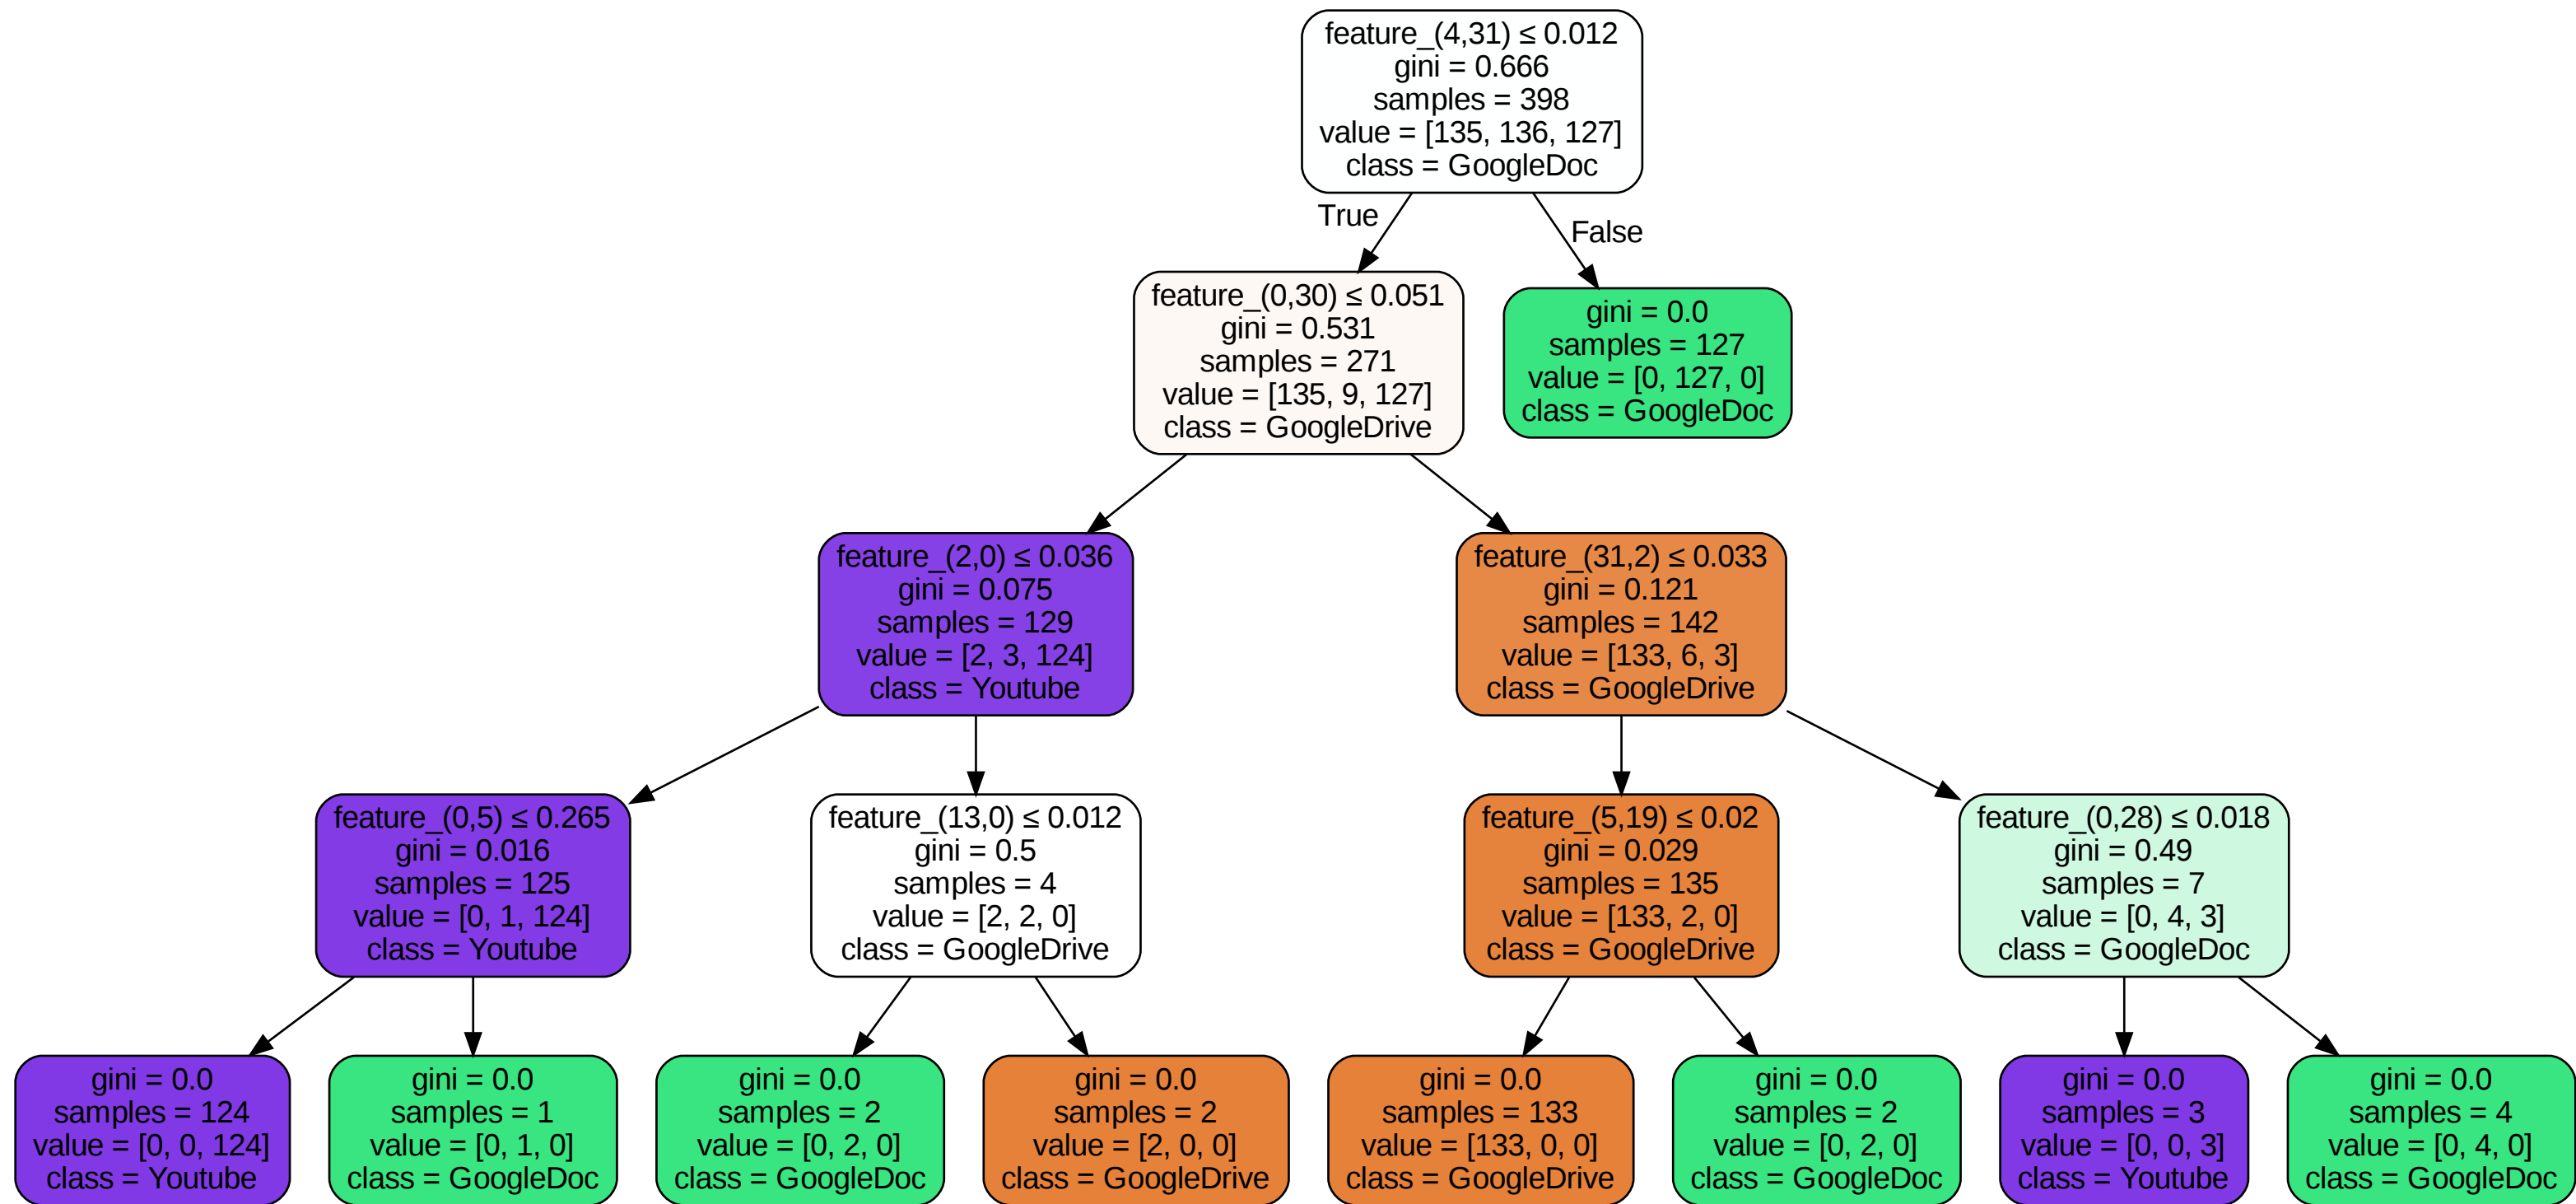 feature_(4,31) ≤ 0.012
gini = 0.666
samples = 398
value = [135, 136, 127]
class = GoogleDoc
True
False
feature_(0,30) ≤ 0.051
gini = 0.531
samples = 271
value = [135, 9, 127]
class = GoogleDrive
gini = 0.0
samples = 127
value = [0, 127, 0]
class = GoogleDoc
feature_(2,0) ≤ 0.036
gini = 0.075
samples = 129
value = [2, 3, 124]
class = Youtube
feature_(31,2) ≤ 0.033
gini = 0.121
samples = 142
value = [133, 6, 3]
class = GoogleDrive
feature_(0,5) ≤ 0.265
gini = 0.016
samples = 125
value = [0, 1, 124]
class = Youtube
feature_(13,0) ≤ 0.012
gini = 0.5
samples = 4
value = [2, 2, 0]
class = GoogleDrive
feature_(5,19) ≤ 0.02
gini = 0.029
samples = 135
value = [133, 2, 0]
class = GoogleDrive
feature_(0,28) ≤ 0.018
gini = 0.49
samples = 7
value = [0, 4, 3]
class = GoogleDoc
gini = 0.0
samples = 124
value = [0, 0, 124]
class = Youtube
gini = 0.0
samples = 1
value = [0, 1, 0]
class = GoogleDoc
gini = 0.0
samples = 2
value = [0, 2, 0]
class = GoogleDoc
gini = 0.0
samples = 2
value = [2, 0, 0]
class = GoogleDrive
gini = 0.0
samples = 133
value = [133, 0, 0]
class = GoogleDrive
gini = 0.0
samples = 2
value = [0, 2, 0]
class = GoogleDoc
gini = 0.0
samples = 3
value = [0, 0, 3]
class = Youtube
gini = 0.0
samples = 4
value = [0, 4, 0]
class = GoogleDoc